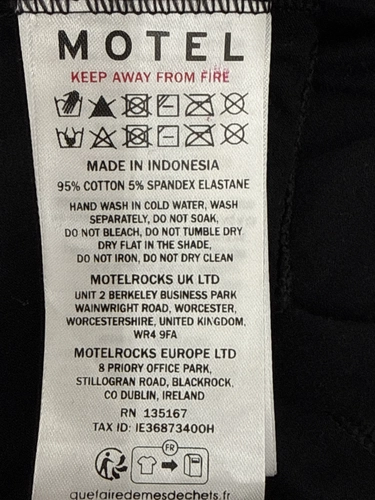 MOTEL
KEEP AWAY FROM FIRE
MADE IN INDONESIA
95% COTTON 5% SPANDEX ELASTANE
HAND WASH IN COLD WATER, WASH
SEPARATELY, DO NOT SOAK,
DO NOT BLEACH, DO NOT TUMBLE DRY
DRY FLAT IN THE SHADE,
DO NOT IRON, DO NOT DRY CLEAN
MOTELROCKS UK LTD
UNIT 2 BERKELEY BUSINESS PARK
WAINWRIGHT ROAD, WORCESTER,
WORCESTERSHIRE, UNITED KINGDOM,
WR4 9FA
MOTELROCKS EUROPE LTD
8 PRIORY OFFICE PARK,
STILLOGRAN ROAD, BLACKROCK,
CO DUBLIN, IRELAND
RN 135167
TAX ID: IE3687340OH
FR
quefairedemesdechets.fr